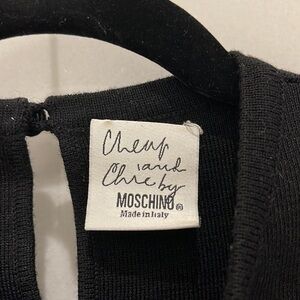 Cheap
and
Chic by
MOSCHINO®
Made in Italy